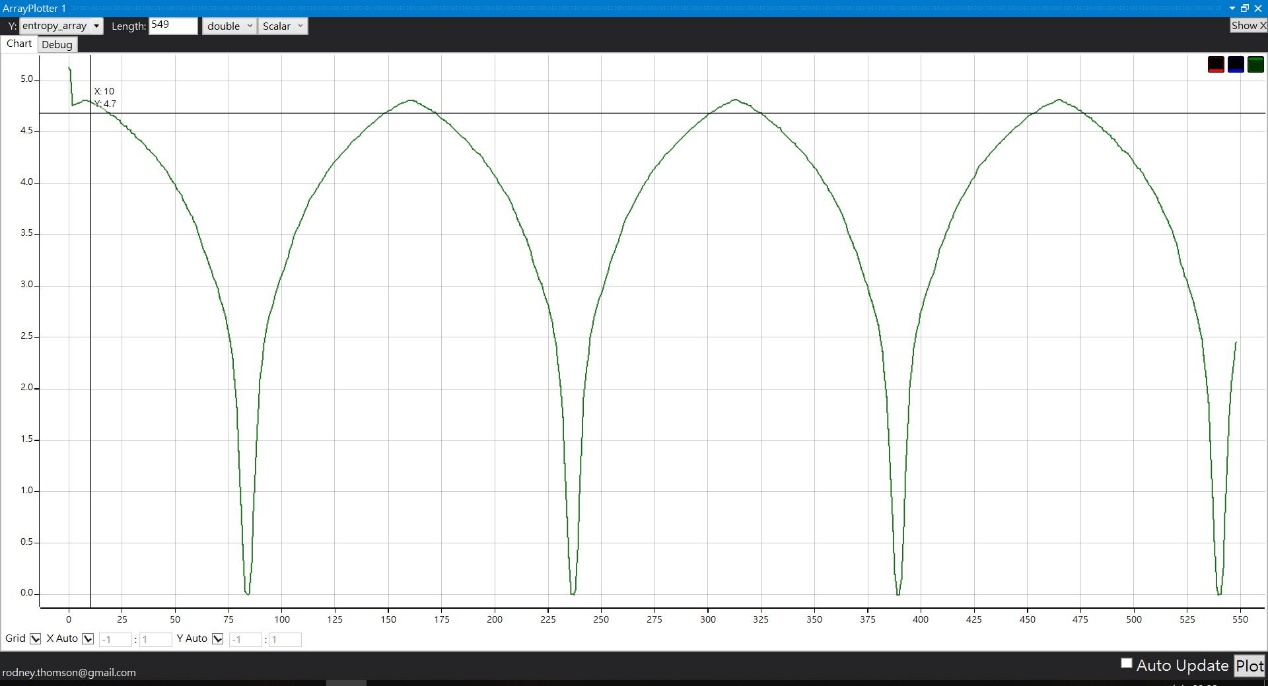 ArrayPlotter 1
Y: entropy_array Length: 549 double Scalar Show X
Chart Debug
X: 10
Y: 4.7
5.0
4.5
4.0
3.5
3.0
2.5
2.0
1.5
1.0
0.5
0.0
0 25 50 75 100 125 150 175 200 225 250 275 300 325 350 375 400 425 450 475 500 525 550
Grid X Auto -1 : 1 Y Auto -1 : 1
rodney.thomson@gmail.com Auto Update Plot